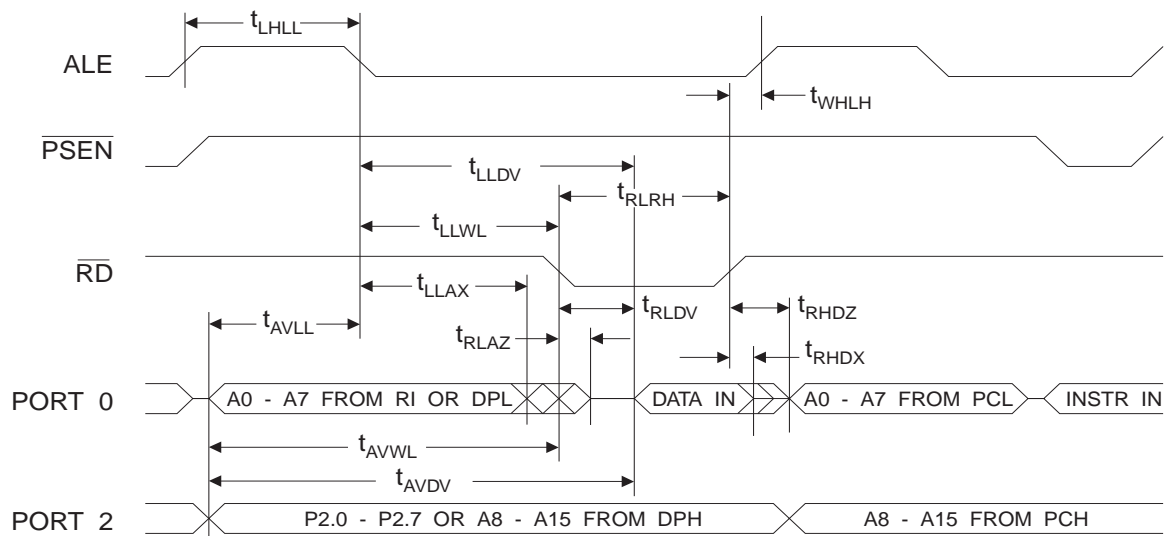 tLHLL
ALE
tWHLH
PSEN
tLLDV
tRLRH
tLLWL
RD
tLLAX
tRLDV
tRHDZ
tAVLL
tRLAZ
tRHDX
PORT 0
A0 - A7 FROM RI OR DPL
DATA IN
A0 - A7 FROM PCL
INSTR IN
tAVWL
tAVDV
PORT 2
P2.0 - P2.7 OR A8 - A15 FROM DPH
A8 - A15 FROM PCH